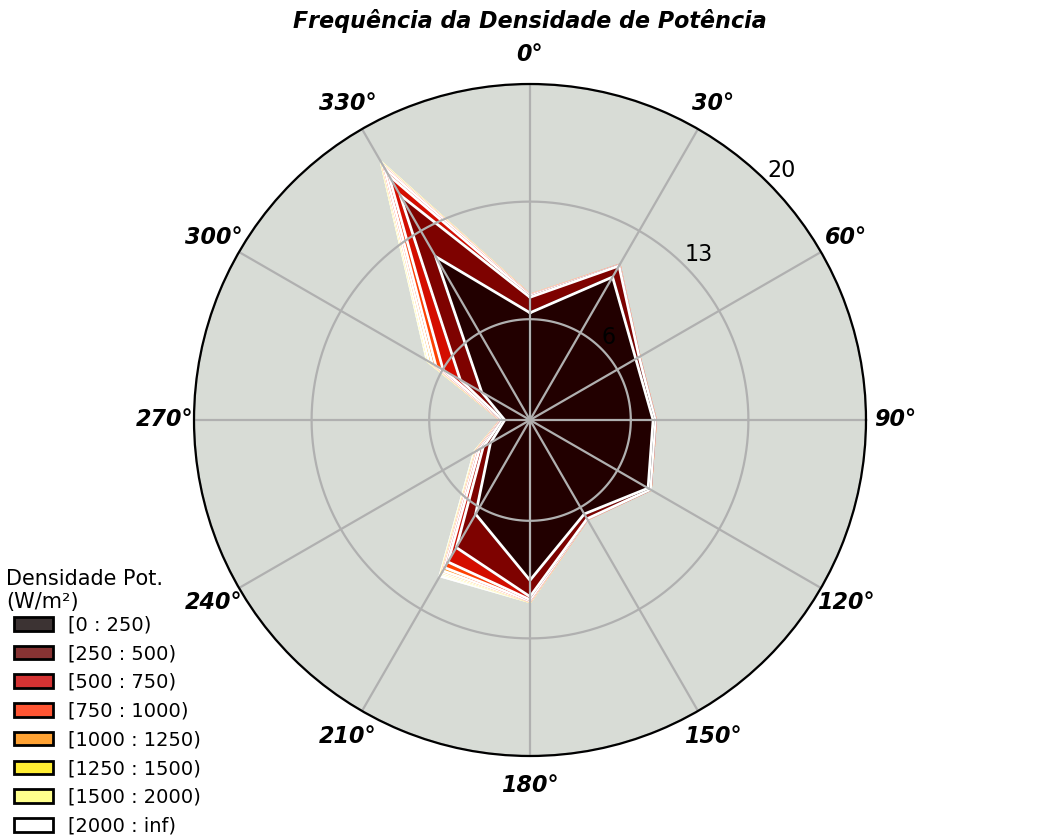 Frequência da Densidade de Potência
0°
330°
30°
20
300°
60°
13
6
270°
90°
240°
120°
210°
150°
180°
Densidade Pot.
(W/m²)
[0 : 250)
[250 : 500)
[500 : 750)
[750 : 1000)
[1000 : 1250)
[1250 : 1500)
[1500 : 2000)
[2000 : inf)